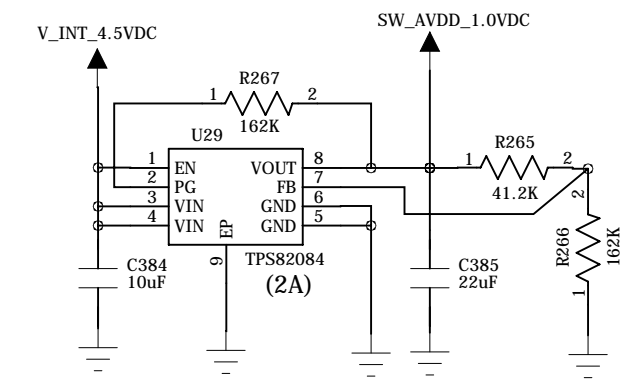 SW_AVDD_1.0VDC
V_INT_4.5VDC
R267
1 2
162K
U29
R265
1 EN VOUT 8 1 2
2 PG FB 7 41.2K
3 VIN GND 6 2
4 VIN GND 5
EP
R266
162K
9
TPS82084
C384
10uF
(2A)
C385
22uF
1